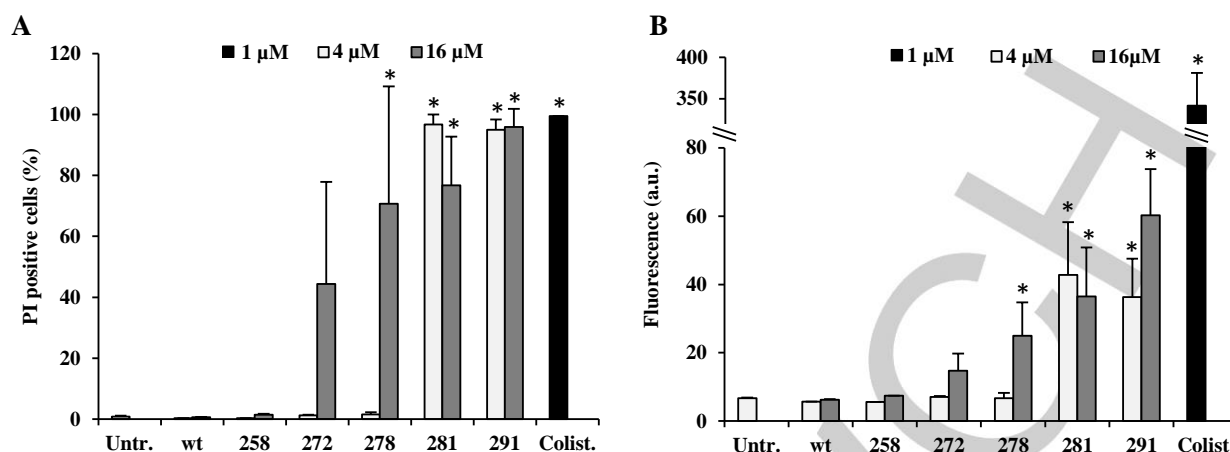 A
1 µM 4 µM 16 µM
PI positive cells (%)
120
100
80
60
40
20
0
* * * * * *
Untr. wt 258 272 278 281 291 Colist.
B
1 µM 4 µM 16µM
Fluorescence (a.u.)
400
350
80
60
40
20
0
* * * * * *
Untr. wt 258 272 278 281 291 Colist